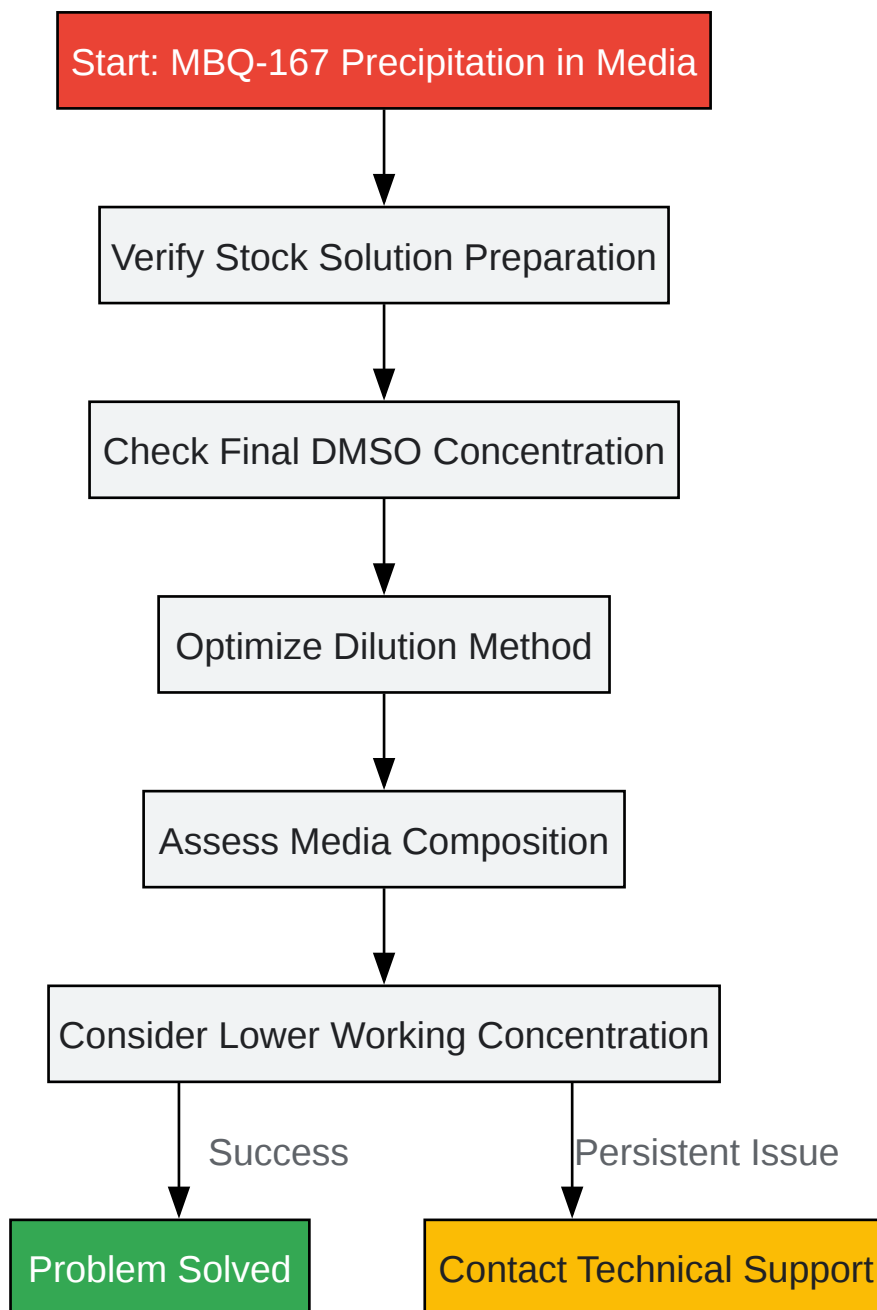 Start: MBQ-167 Precipitation in Media
Verify Stock Solution Preparation
Check Final DMSO Concentration
Optimize Dilution Method
Assess Media Composition
Consider Lower Working Concentration
Success
Persistent Issue
Problem Solved
Contact Technical Support